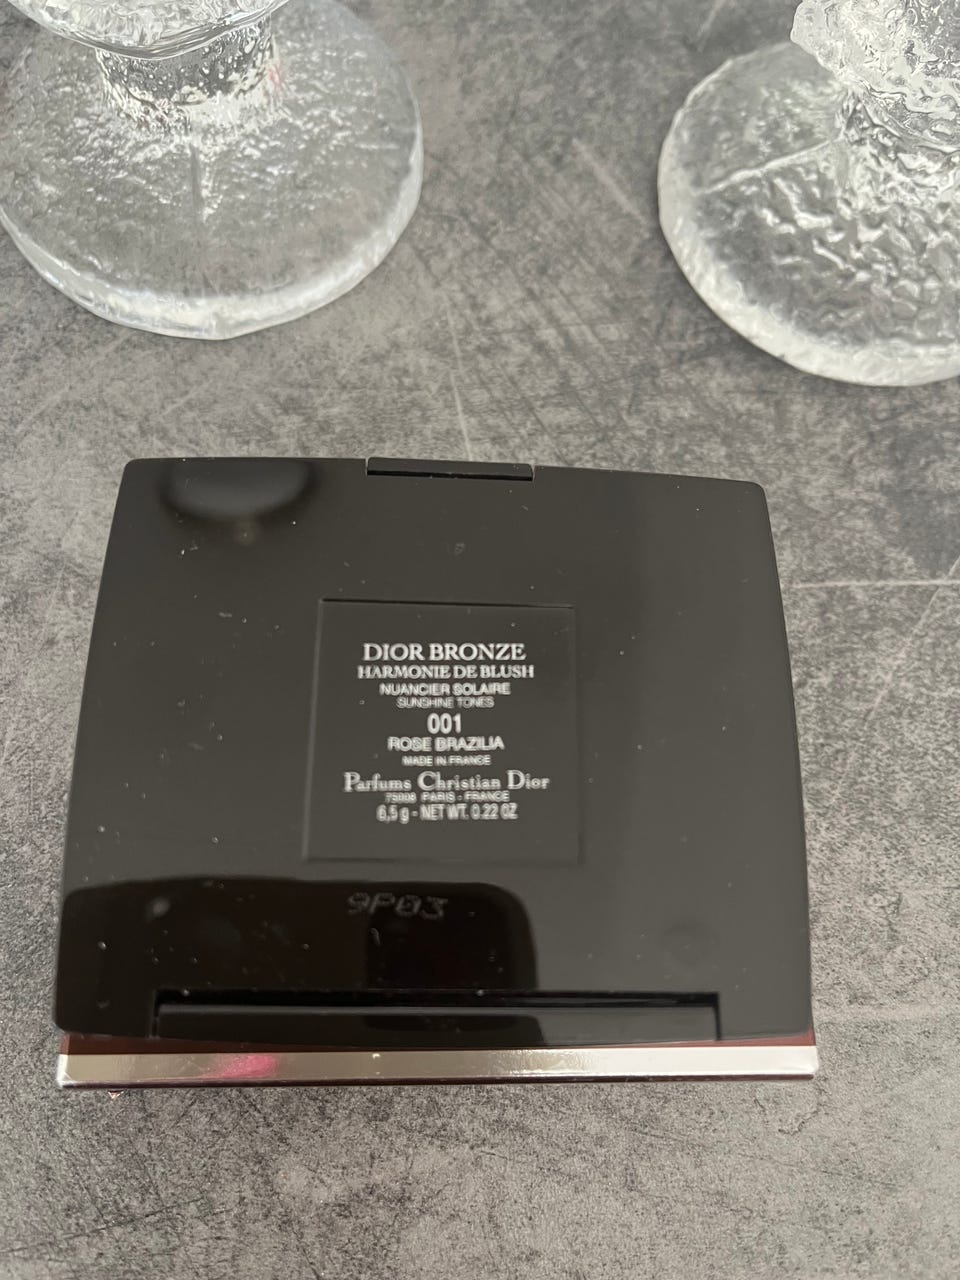 DIOR BRONZE
HARMONIE DE BLUSH
NUANCIER SOLAIRE
SUNSHINE TONES
001
ROSE BRAZILIA
MADE IN FRANCE
Parfums Christian Dior
75008 PARIS - FRANCE
6,5 g - NET WT. 0.22 OZ
9P03